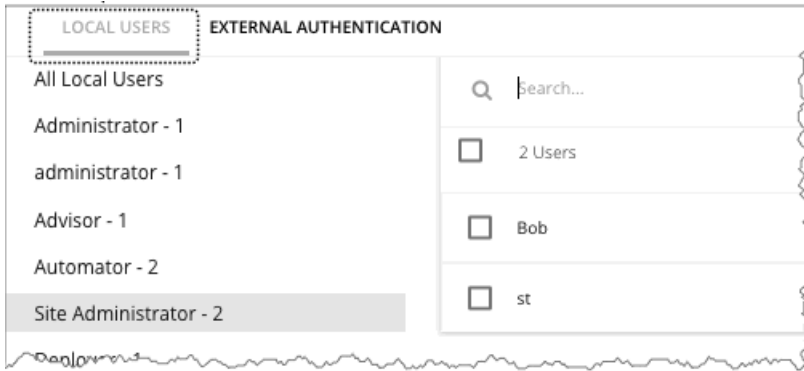 LOCAL USERS EXTERNAL AUTHENTICATION
All Local Users
Administrator - 1
administrator - 1
Advisor - 1
Automator - 2
Site Administrator - 2
Search...
2 Users
Bob
st